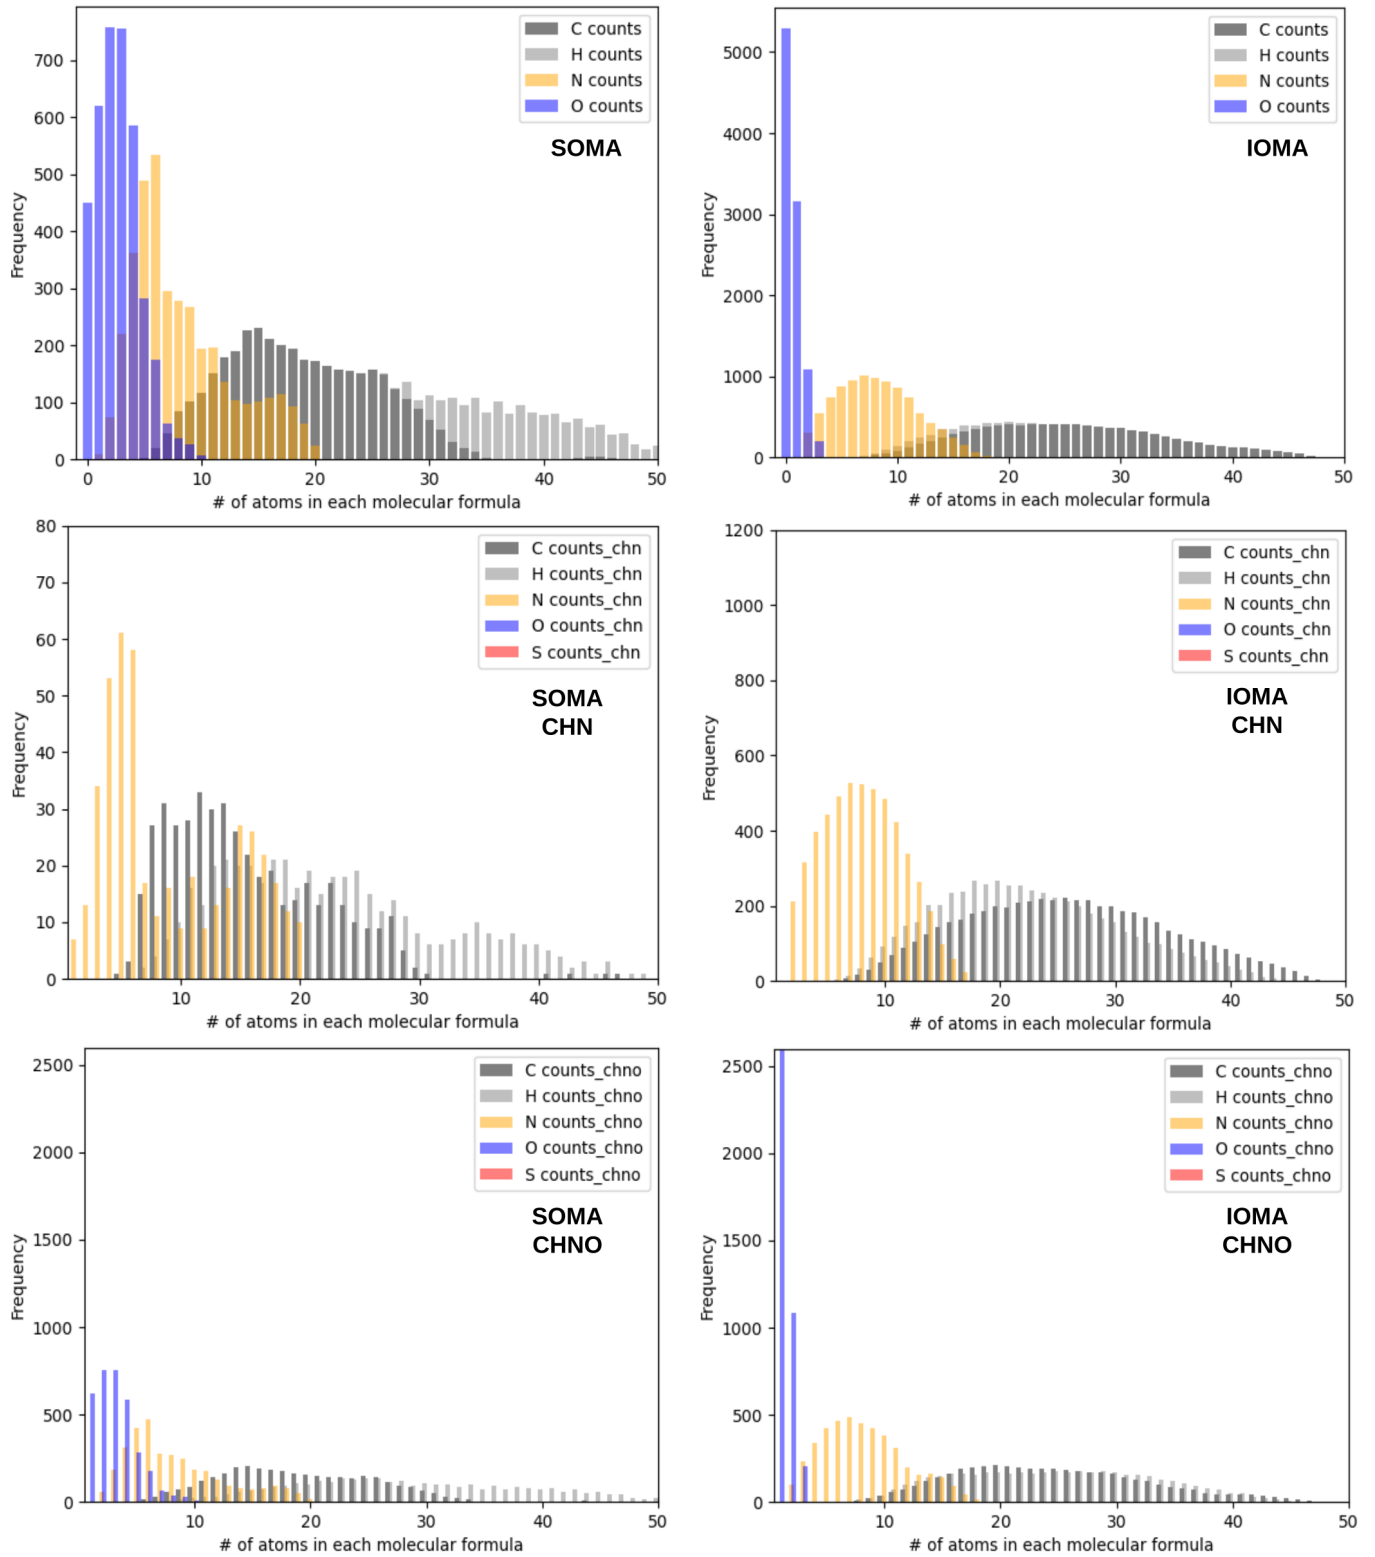 C counts
H counts
N counts
O counts
SOMA
Frequency
700
600
500
400
300
200
100
0
0 10 20 30 40 50
# of atoms in each molecular formula
C counts
H counts
N counts
O counts
IOMA
Frequency
5000
4000
3000
2000
1000
0
0 10 20 30 40 50
# of atoms in each molecular formula
C counts_chn
H counts_chn
N counts_chn
O counts_chn
S counts_chn
SOMA
CHN
Frequency
80
70
60
50
40
30
20
10
0
10 20 30 40 50
# of atoms in each molecular formula
C counts_chn
H counts_chn
N counts_chn
O counts_chn
S counts_chn
IOMA
CHN
Frequency
1200
1000
800
600
400
200
0
10 20 30 40 50
# of atoms in each molecular formula
C counts_chno
H counts_chno
N counts_chno
O counts_chno
S counts_chno
SOMA
CHNO
Frequency
2500
2000
1500
1000
500
0
10 20 30 40 50
# of atoms in each molecular formula
C counts_chno
H counts_chno
N counts_chno
O counts_chno
S counts_chno
IOMA
CHNO
Frequency
2500
2000
1500
1000
500
0
10 20 30 40 50
# of atoms in each molecular formula